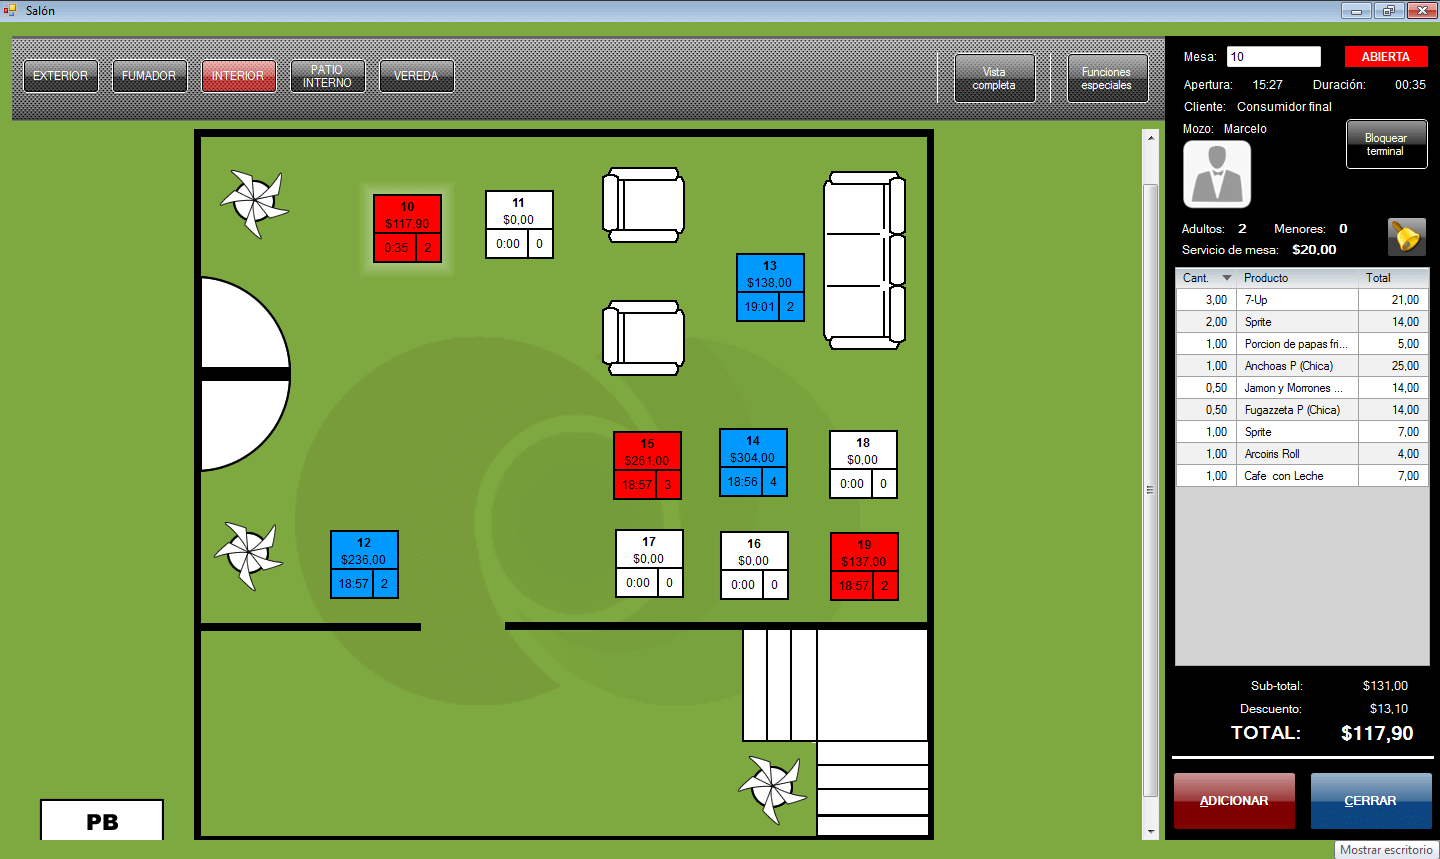 Salón
EXTERIOR
FUMADOR
INTERIOR
PATIO
INTERNO
VEREDA
Vista
completa
Funciones
especiales
10
$117,90
0:35 2
11
$0,00
0:00 0
13
$138,00
19:01 2
15
$261,00
18:57 3
14
$304,00
18:56 4
18
$0,00
0:00 0
12
$236,00
18:57 2
17
$0,00
0:00 0
16
$0,00
0:00 0
19
$137,00
18:57 2
PB
Mesa: 10 ABIERTA
Apertura: 15:27 Duración: 00:35
Cliente: Consumidor final
Mozo: Marcelo
Bloquear
terminal
Adultos: 2 Menores: 0
Servicio de mesa: $20,00
Cant. Producto Total
3,00 7-Up 21,00
2,00 Sprite 14,00
1,00 Porcion de papas fri... 5,00
1,00 Anchoas P (Chica) 25,00
0,50 Jamon y Morrones ... 14,00
0,50 Fugazzeta P (Chica) 14,00
1,00 Sprite 7,00
1,00 Arcoiris Roll 4,00
1,00 Cafe con Leche 7,00
Sub-total: $131,00
Descuento: $13,10
TOTAL: $117,90
ADICIONAR
CERRAR
Mostrar escritorio